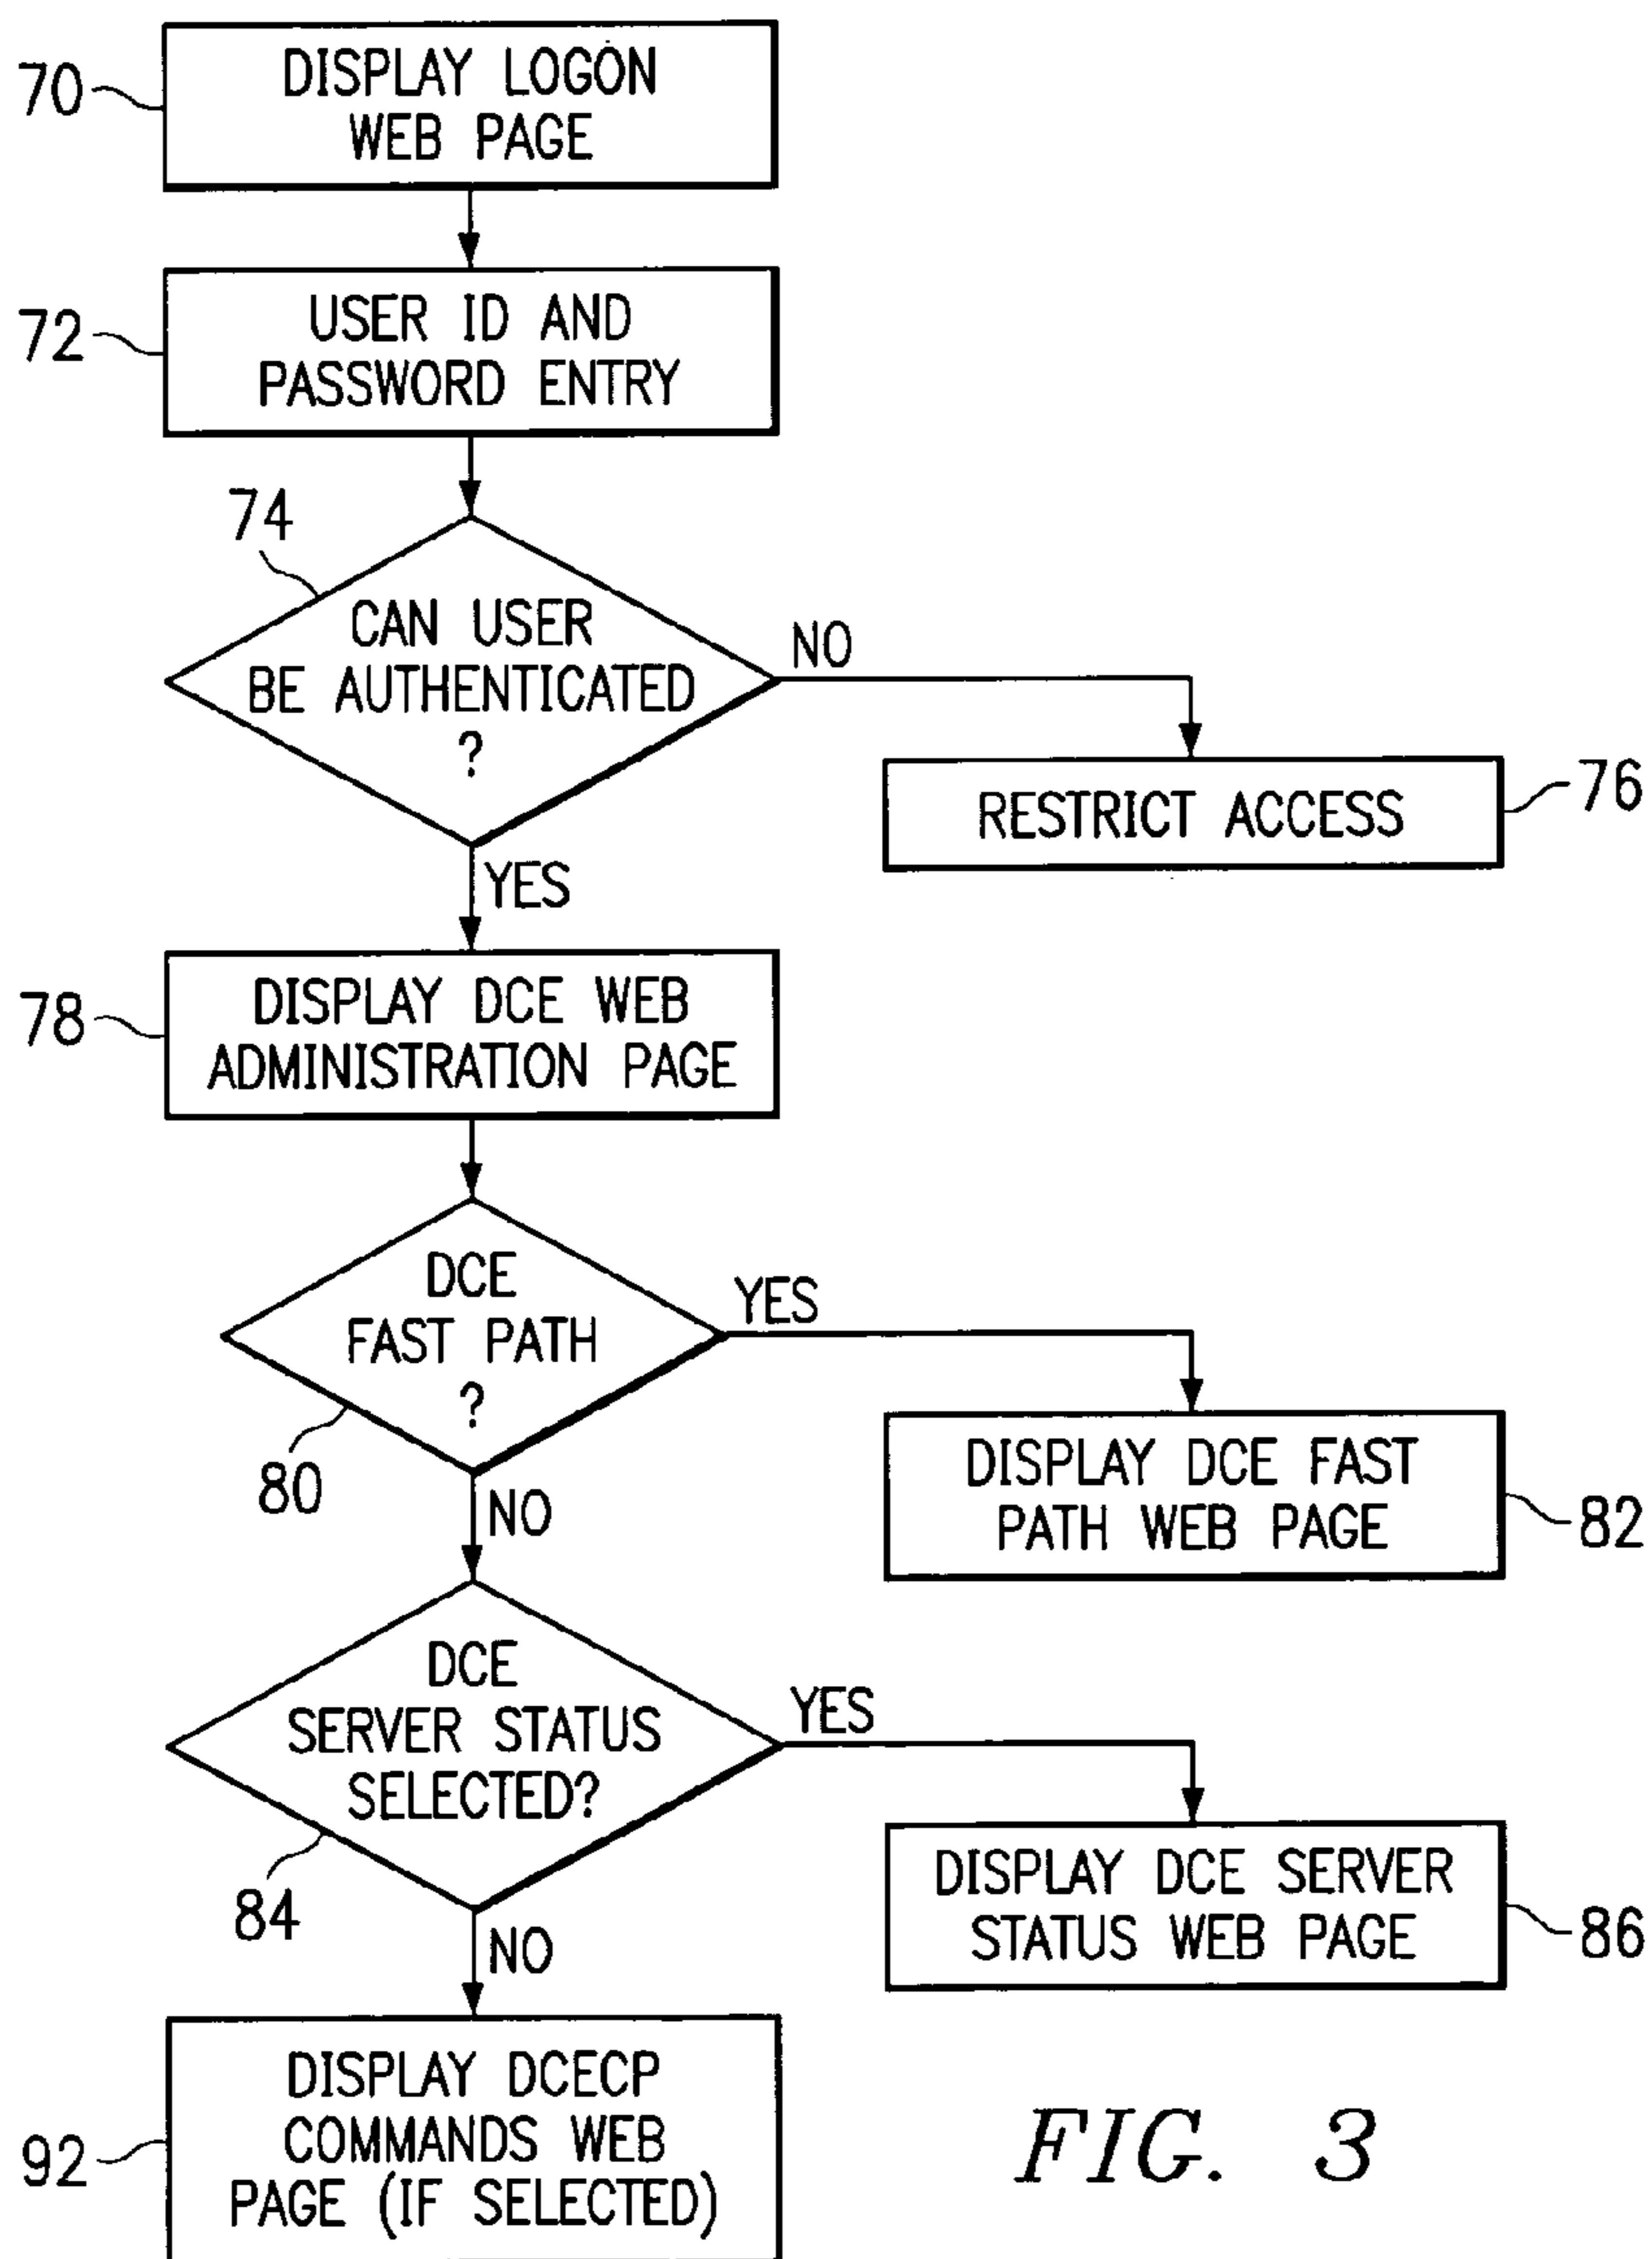 70
DISPLAY LOGON
WEB PAGE
72
USER ID AND
PASSWORD ENTRY
74
CAN USER
BE AUTHENTICATED
?
NO
RESTRICT ACCESS
76
YES
78
DISPLAY DCE WEB
ADMINISTRATION PAGE
DCE
FAST PATH
?
80
YES
DISPLAY DCE FAST
PATH WEB PAGE
82
NO
DCE
SERVER STATUS
SELECTED?
84
YES
DISPLAY DCE SERVER
STATUS WEB PAGE
86
NO
92
DISPLAY DCECP
COMMANDS WEB
PAGE (IF SELECTED)
FIG. 3